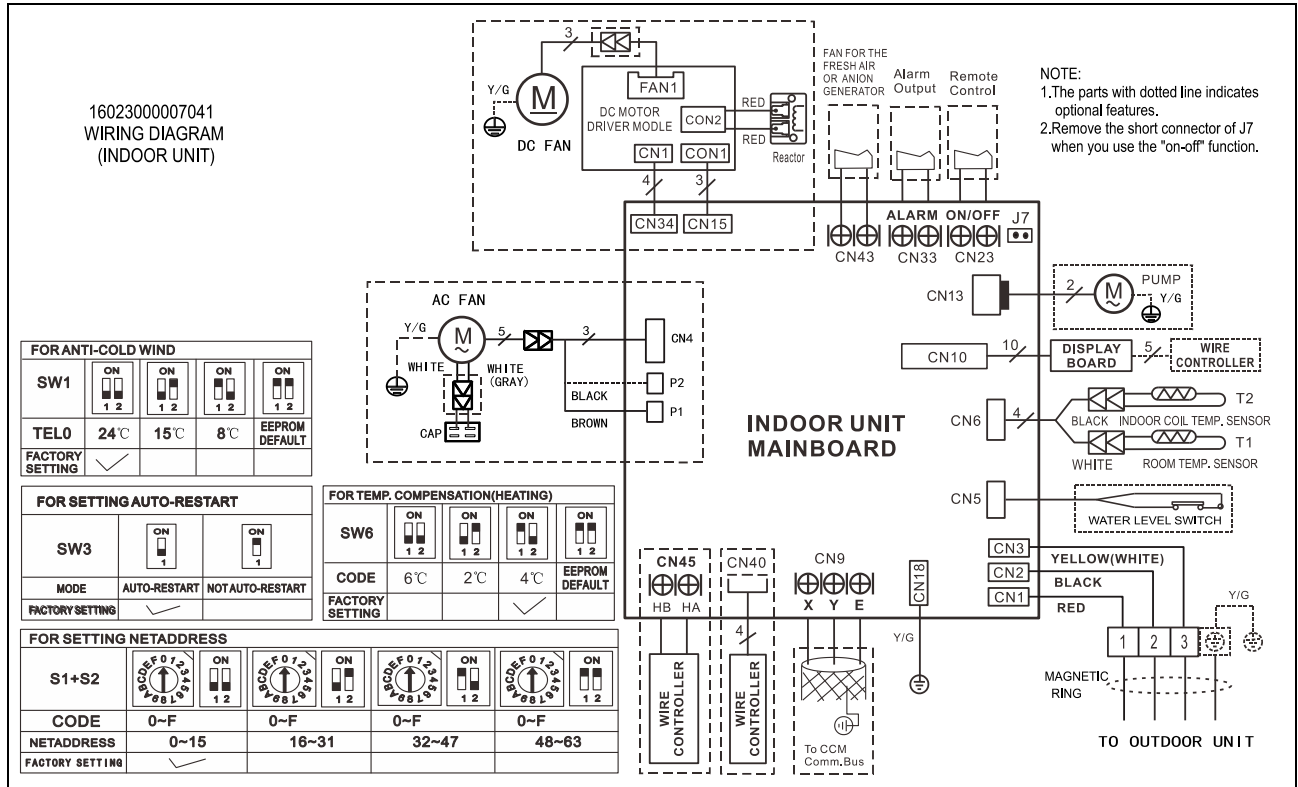 16023000007041
WIRING DIAGRAM
(INDOOR UNIT)
3
Y/G
M
DC FAN
FAN1
DC MOTOR
DRIVER MODLE
CON2
RED
RED
Reactor
CN1
CON1
4
3
CN34
CN15
FAN FOR THE
FRESH AIR
OR ANION
GENERATOR
Alarm
Output
Remote
Control
NOTE:
1.The parts with dotted line indicates
optional features.
2.Remove the short connector of J7
when you use the "on-off" function.
ALARM
ON/OFF
J7
CN43
CN33
CN23
CN13
2
M
PUMP
Y/G
CN10
10
DISPLAY
BOARD
5
WIRE
CONTROLLER
CN6
4
BLACK
T2
INDOOR COIL TEMP. SENSOR
WHITE
T1
ROOM TEMP. SENSOR
CN5
WATER LEVEL SWITCH
INDOOR UNIT
MAINBOARD
AC FAN
Y/G
M
~
5
3
CN4
WHITE
WHITE
(GRAY)
P2
BLACK
P1
BROWN
CAP
CN3
YELLOW(WHITE)
CN2
BLACK
CN1
RED
Y/G
1
2
3
MAGNETIC
RING
TO OUTDOOR UNIT
CN45
HB HA
WIRE
CONTROLLER
CN40
4
WIRE
CONTROLLER
CN9
X Y E
To CCM
Comm.Bus
CN18
Y/G
FOR ANTI-COLD WIND
SW1
ON
1 2
ON
1 2
ON
1 2
ON
1 2
TEL0
24℃
15℃
8℃
EEPROM
DEFAULT
FACTORY
SETTING
FOR SETTING AUTO-RESTART
SW3
ON
1
ON
1
MODE
AUTO-RESTART
NOT AUTO-RESTART
FACTORY SETTING
FOR TEMP. COMPENSATION(HEATING)
SW6
ON
1 2
ON
1 2
ON
1 2
ON
1 2
CODE
6℃
2℃
4℃
EEPROM
DEFAULT
FACTORY
SETTING
FOR SETTING NETADDRESS
S1+S2
0123456789ABCDEF
ON
1 2
0123456789ABCDEF
ON
1 2
0123456789ABCDEF
ON
1 2
0123456789ABCDEF
ON
1 2
CODE
0~F
0~F
0~F
0~F
NETADDRESS
0~15
16~31
32~47
48~63
FACTORY SETTING